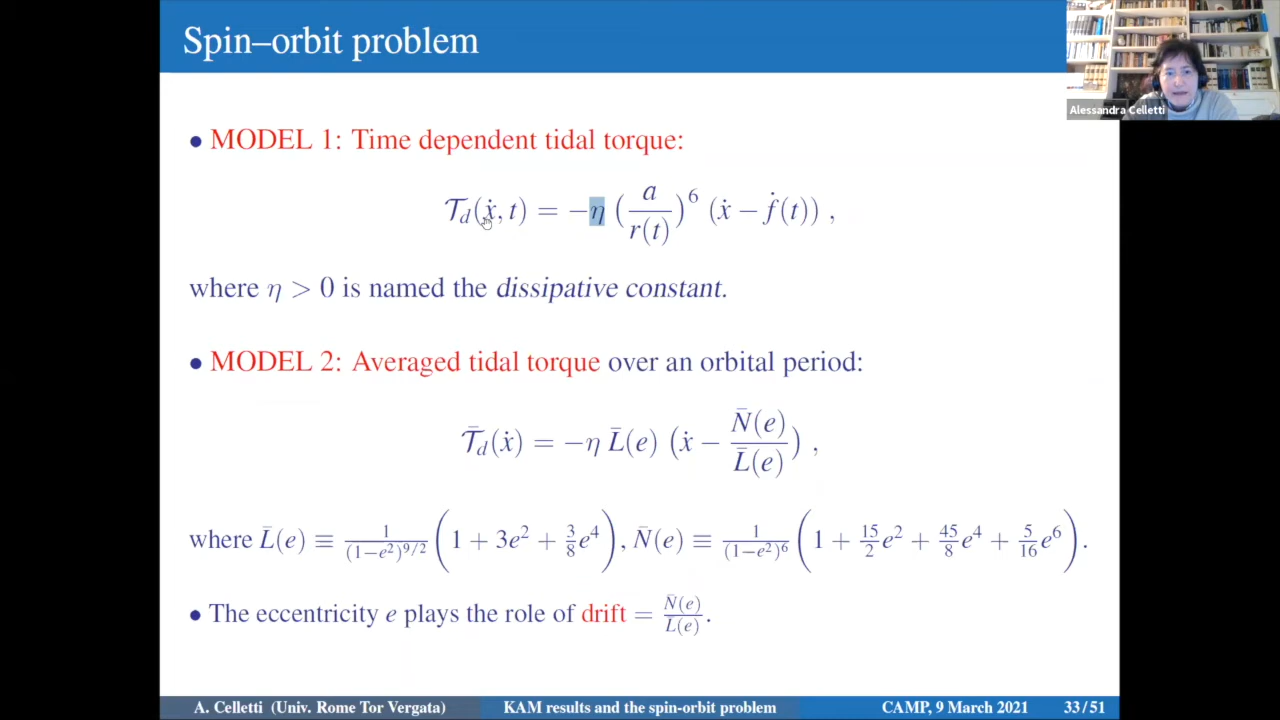 Spin–orbit problem
Alessandra Celletti
• MODEL 1: Time dependent tidal torque:
𝒯_d(ẋ, t) = −η (a / r(t))^6 (ẋ − ḟ(t)) ,
where η > 0 is named the dissipative constant.
• MODEL 2: Averaged tidal torque over an orbital period:
𝒯̄_d(ẋ) = −η L̄(e) (ẋ − N̄(e) / L̄(e)) ,
where L̄(e) ≡ 1/(1−e²)^{9/2} (1 + 3e² + 3/8 e⁴), N̄(e) ≡ 1/(1−e²)^6 (1 + 15/2 e² + 45/8 e⁴ + 5/16 e⁶).
• The eccentricity e plays the role of drift = N̄(e) / L̄(e).
A. Celletti (Univ. Rome Tor Vergata) KAM results and the spin-orbit problem CAMP, 9 March 2021 33 / 51